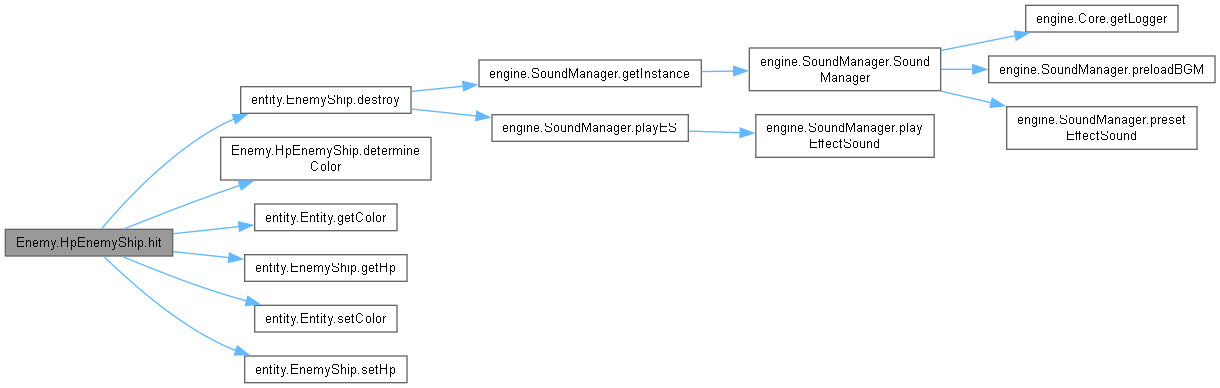 engine.Core.getLogger
engine.SoundManager.Sound
Manager
engine.SoundManager.getInstance
engine.SoundManager.preloadBGM
entity.EnemyShip.destroy
engine.SoundManager.preset
EffectSound
engine.SoundManager.playES
engine.SoundManager.play
EffectSound
Enemy.HpEnemyShip.determine
Color
entity.Entity.getColor
Enemy.HpEnemyShip.hit
entity.EnemyShip.getHp
entity.Entity.setColor
entity.EnemyShip.setHp